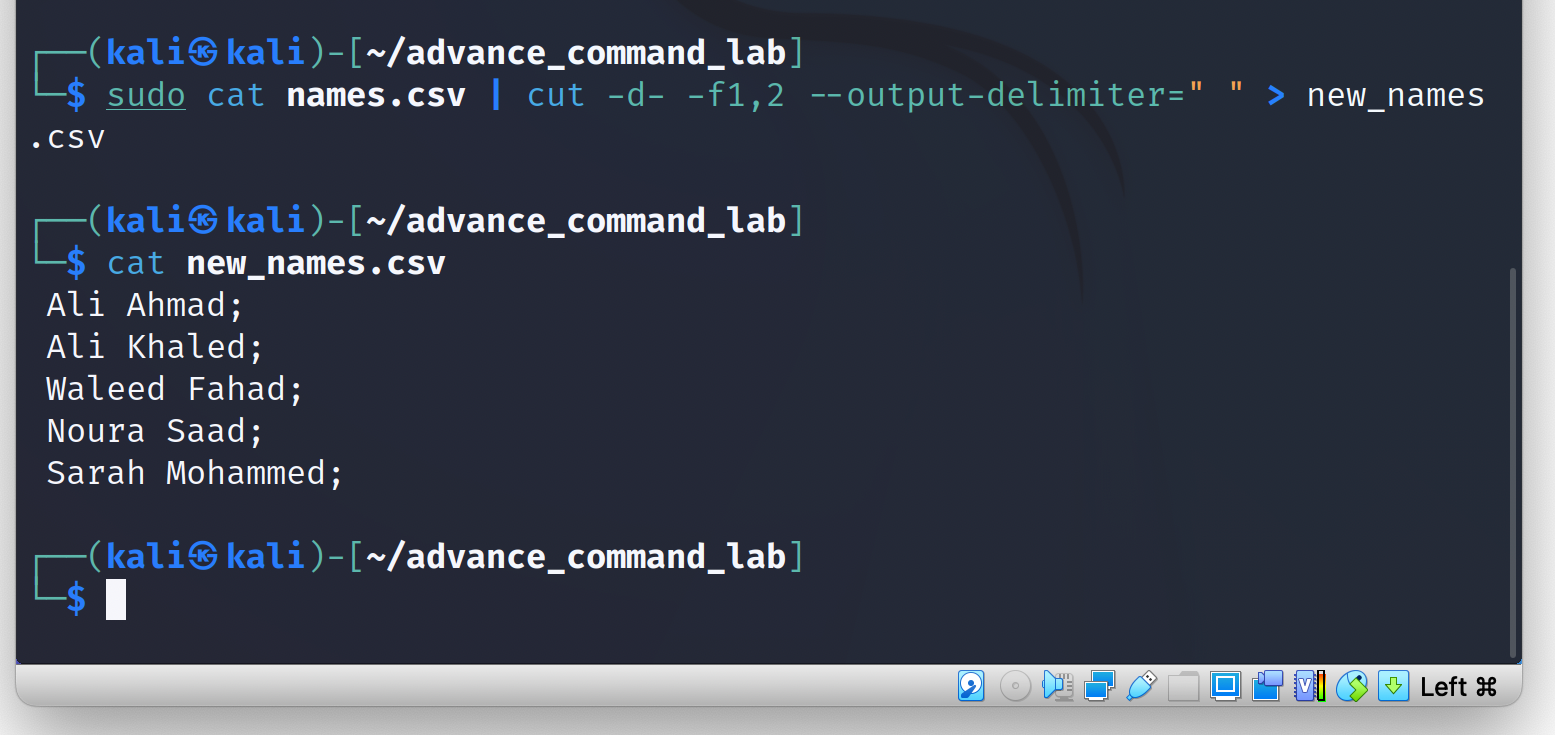 ┌──(kali㉿kali)-[~/advance_command_lab]
└─$ sudo cat names.csv | cut -d- -f1,2 --output-delimiter=" " > new_names
.csv
┌──(kali㉿kali)-[~/advance_command_lab]
└─$ cat new_names.csv
Ali Ahmad;
Ali Khaled;
Waleed Fahad;
Noura Saad;
Sarah Mohammed;
┌──(kali㉿kali)-[~/advance_command_lab]
└─$
Left ⌘